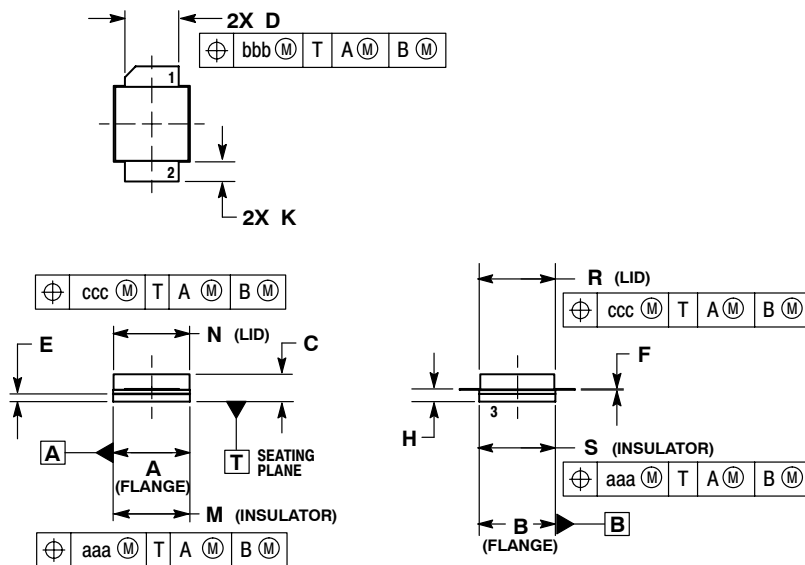 2X D
⌖ bbb Ⓜ T A Ⓜ B Ⓜ
1
2
2X K
⌖ ccc Ⓜ T A Ⓜ B Ⓜ
R (LID)
⌖ ccc Ⓜ T A Ⓜ B Ⓜ
E
N (LID)
C
F
3
H
A
A
(FLANGE)
T SEATING
PLANE
S (INSULATOR)
⌖ aaa Ⓜ T A Ⓜ B Ⓜ
M (INSULATOR)
B
(FLANGE)
B
⌖ aaa Ⓜ T A Ⓜ B Ⓜ